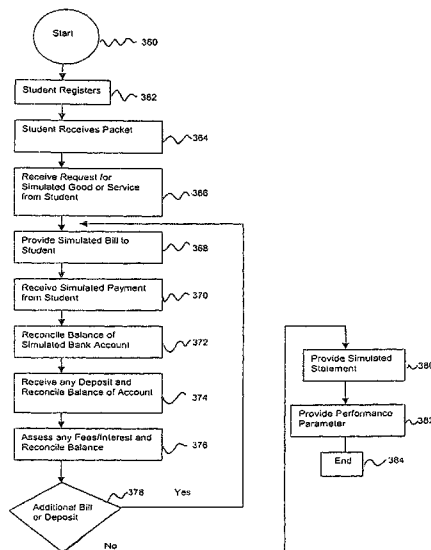 Start
360
Student Registers
362
Student Receives Packet
364
Receive Request for
Simulated Good or Service
from Student
366
Provide Simulated Bill to
Student
368
Receive Simulated Payment
from Student
370
Reconcile Balance of
Simulated Bank Account
372
Receive any Deposit and
Reconcile Balance of Account
374
Assess any Fees/Interest and
Reconcile Balance
376
Additional Bill
or Deposit
378
Yes
No
Provide Simulated
Statement
380
Provide Performance
Parameter
382
End
384